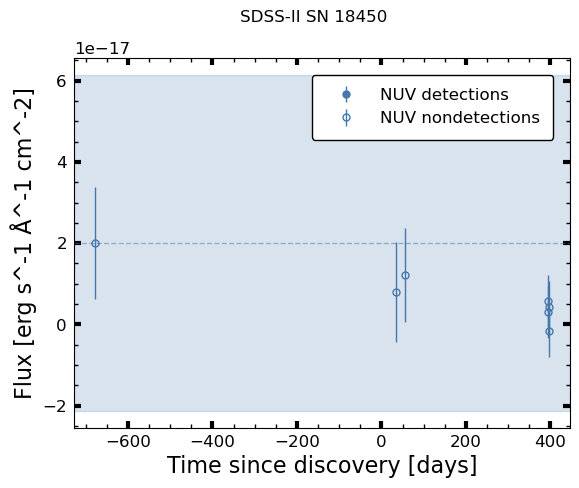 SDSS-II SN 18450
1e−17
NUV detections
NUV nondetections
6
4
2
0
−2
Flux [erg s^-1 Å^-1 cm^-2]
−600
−400
−200
0
200
400
Time since discovery [days]